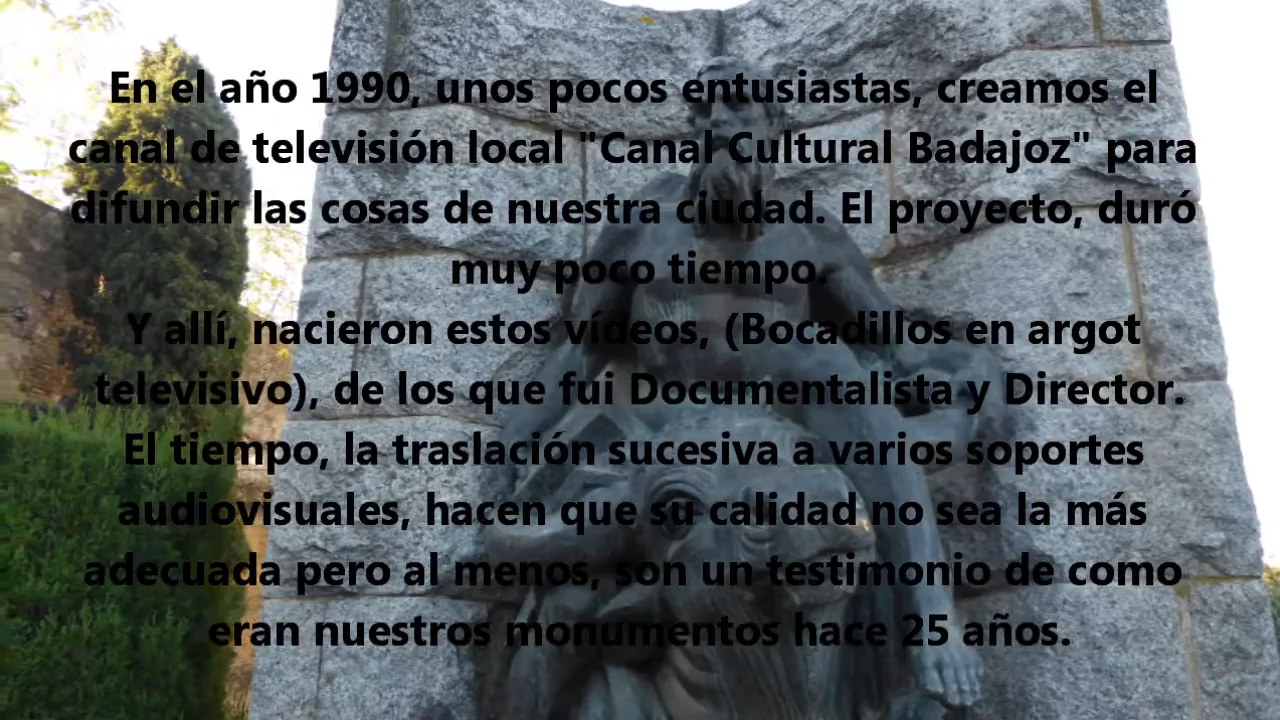 En el año 1990, unos pocos entusiastas, creamos el
canal de televisión local "Canal Cultural Badajoz" para
difundir las cosas de nuestra ciudad. El proyecto, duró
muy poco tiempo.
Y allí, nacieron estos vídeos, (Bocadillos en argot
televisivo), de los que fui Documentalista y Director.
El tiempo, la traslación sucesiva a varios soportes
audiovisuales, hacen que su calidad no sea la más
adecuada pero al menos, son un testimonio de como
eran nuestros monumentos hace 25 años.